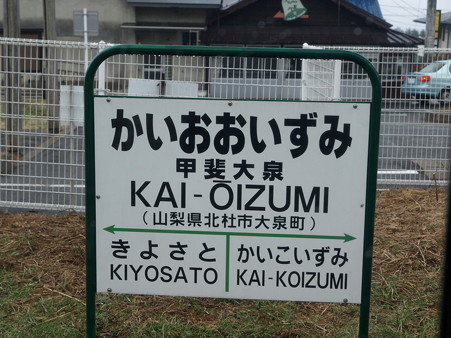 かいおおいずみ
甲斐大泉
KAI-ŌIZUMI
(山梨県北杜市大泉町)
きよさと かいこいずみ
KIYOSATO KAI-KOIZUMI